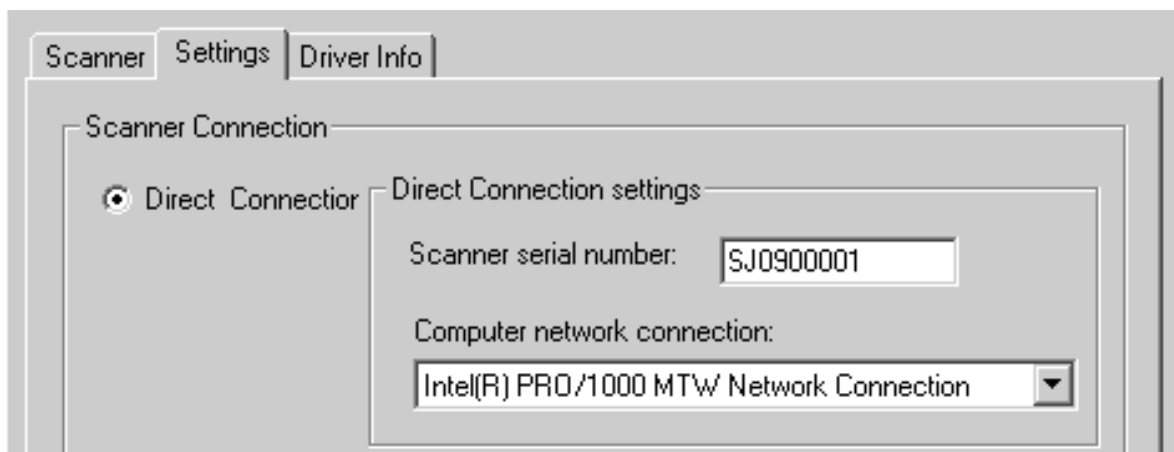 Scanner Settings Driver Info
Scanner Connection
Direct Connectior
Direct Connection settings
Scanner serial number: SJ0900001
Computer network connection:
Intel(R) PRO/1000 MTW Network Connection